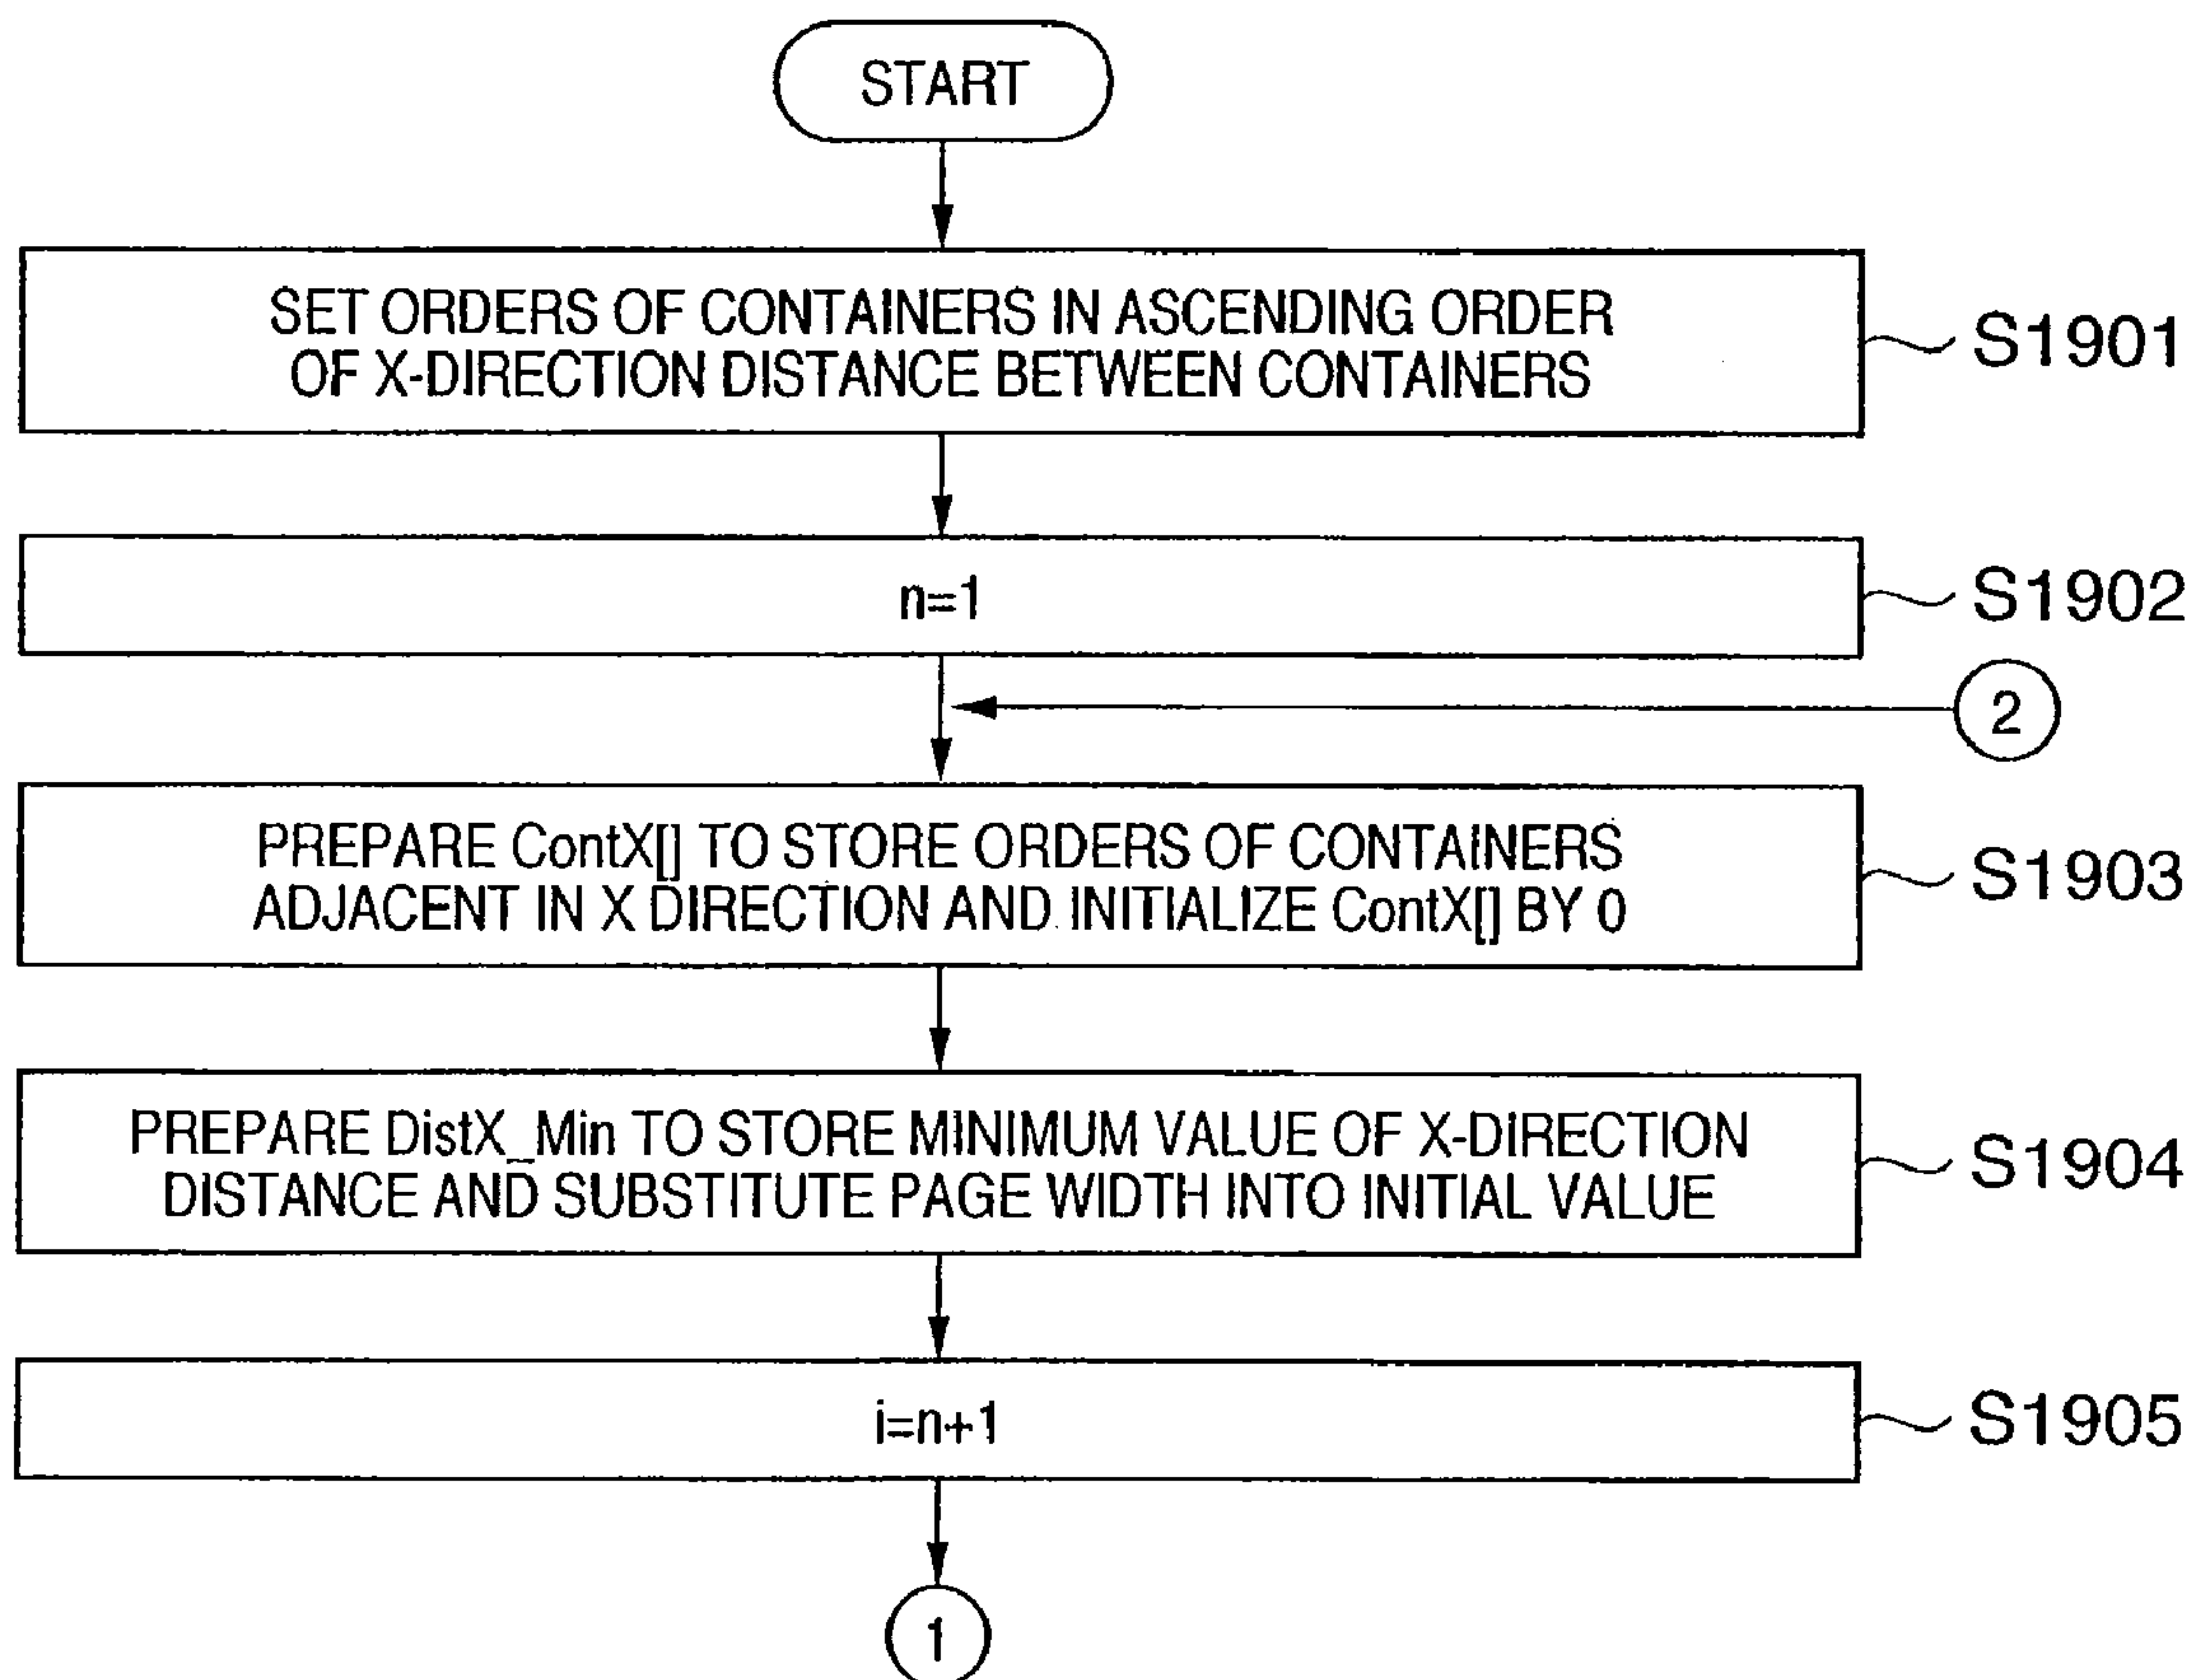 START
SET ORDERS OF CONTAINERS IN ASCENDING ORDER
OF X-DIRECTION DISTANCE BETWEEN CONTAINERS
S1901
n=1
S1902
2
PREPARE ContX[] TO STORE ORDERS OF CONTAINERS
ADJACENT IN X DIRECTION AND INITIALIZE ContX[] BY 0
S1903
PREPARE DistX_Min TO STORE MINIMUM VALUE OF X-DIRECTION
DISTANCE AND SUBSTITUTE PAGE WIDTH INTO INITIAL VALUE
S1904
i=n+1
S1905
1